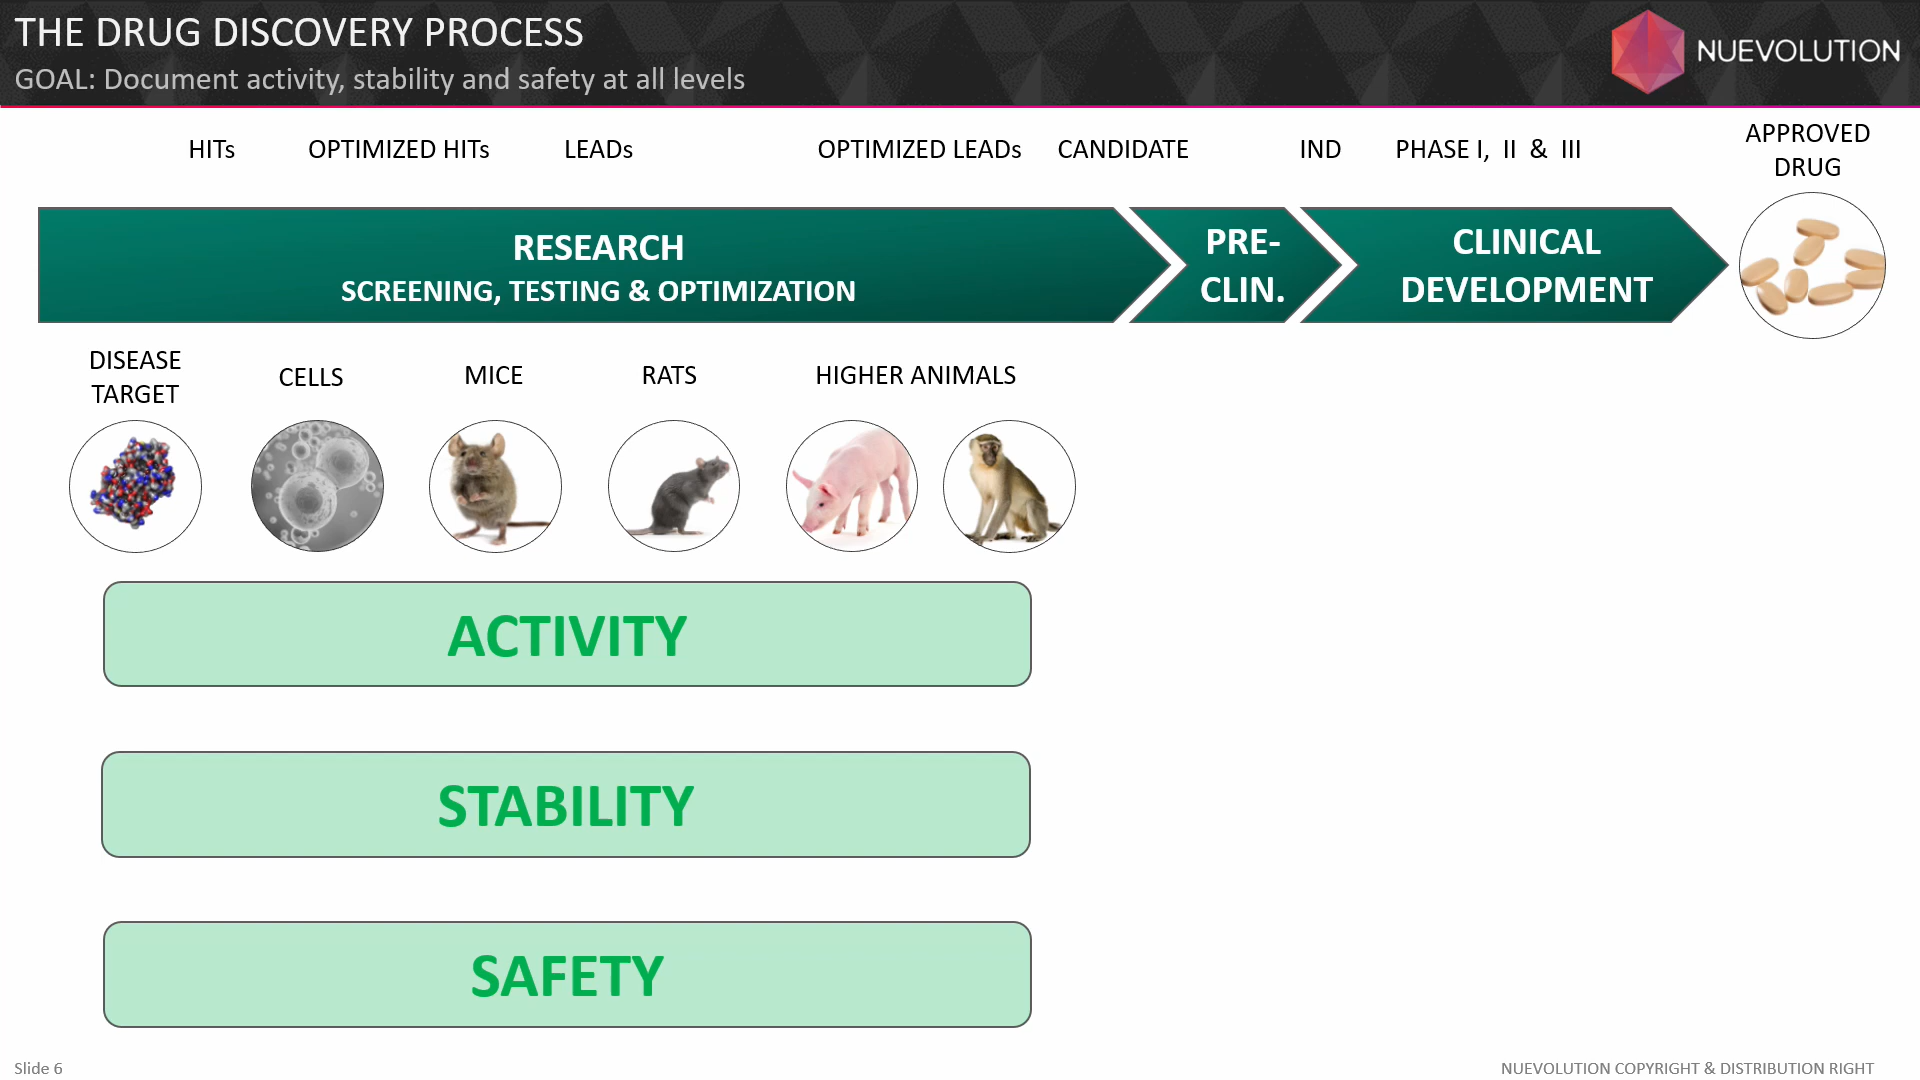 THE DRUG DISCOVERY PROCESS
GOAL: Document activity, stability and safety at all levels
NUEVOLUTION
HITs
OPTIMIZED HITs
LEADs
OPTIMIZED LEADs
CANDIDATE
IND
PHASE I, II & III
APPROVED
DRUG
RESEARCH
SCREENING, TESTING & OPTIMIZATION
PRE-
CLIN.
CLINICAL
DEVELOPMENT
DISEASE
TARGET
CELLS
MICE
RATS
HIGHER ANIMALS
ACTIVITY
STABILITY
SAFETY
Slide 6
NUEVOLUTION COPYRIGHT & DISTRIBUTION RIGHT